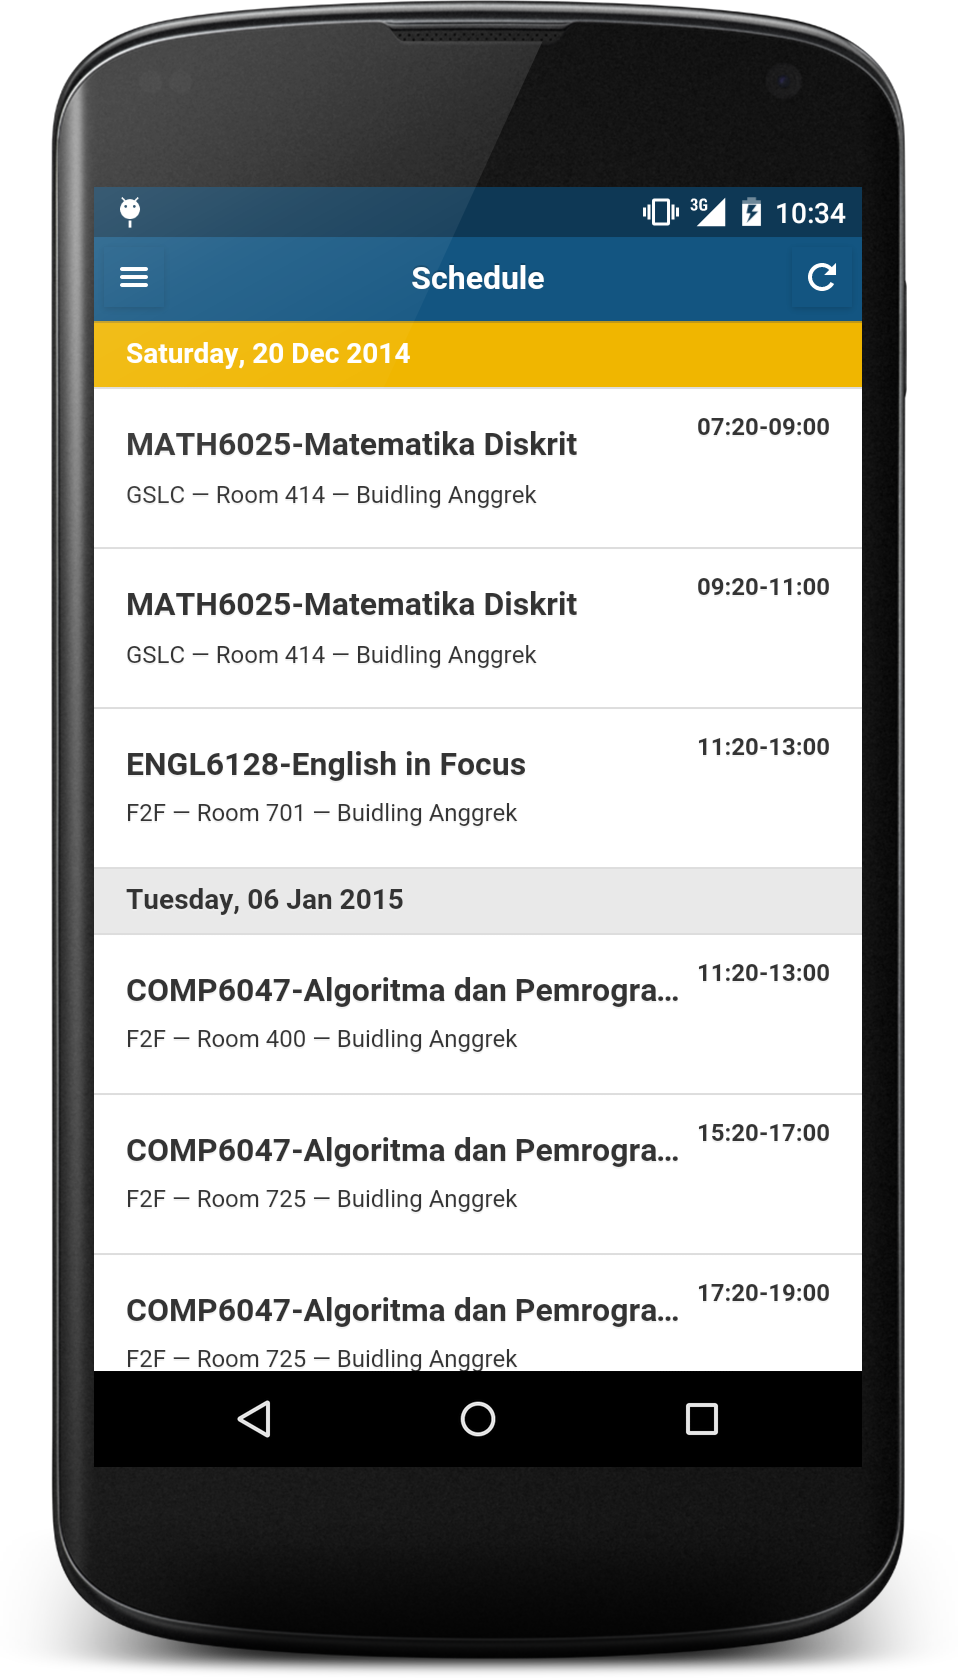 3G 10:34
Schedule
Saturday, 20 Dec 2014
MATH6025-Matematika Diskrit 07:20-09:00
GSLC — Room 414 — Buidling Anggrek
MATH6025-Matematika Diskrit 09:20-11:00
GSLC — Room 414 — Buidling Anggrek
ENGL6128-English in Focus 11:20-13:00
F2F — Room 701 — Buidling Anggrek
Tuesday, 06 Jan 2015
COMP6047-Algoritma dan Pemrogra... 11:20-13:00
F2F — Room 400 — Buidling Anggrek
COMP6047-Algoritma dan Pemrogra... 15:20-17:00
F2F — Room 725 — Buidling Anggrek
COMP6047-Algoritma dan Pemrogra... 17:20-19:00
F2F — Room 725 — Buidling Anggrek